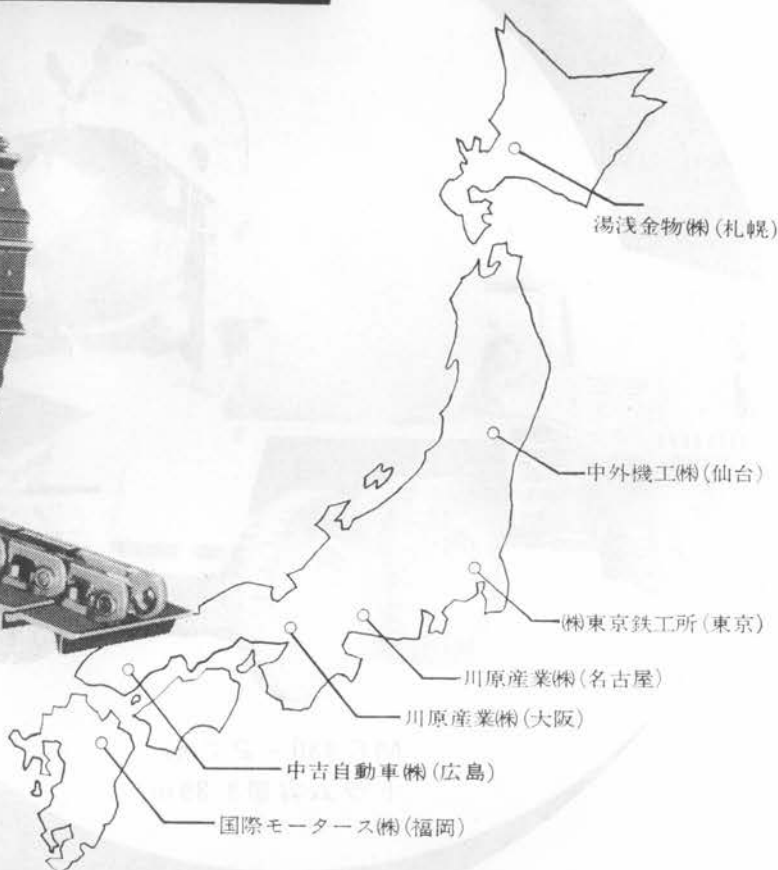 湯浅金物㈱(札幌)
中外機工㈱(仙台)
㈱東京鉄工所(東京)
川原産業㈱(名古屋)
川原産業㈱(大阪)
中吉自動車㈱(広島)
国際モータース㈱(福岡)